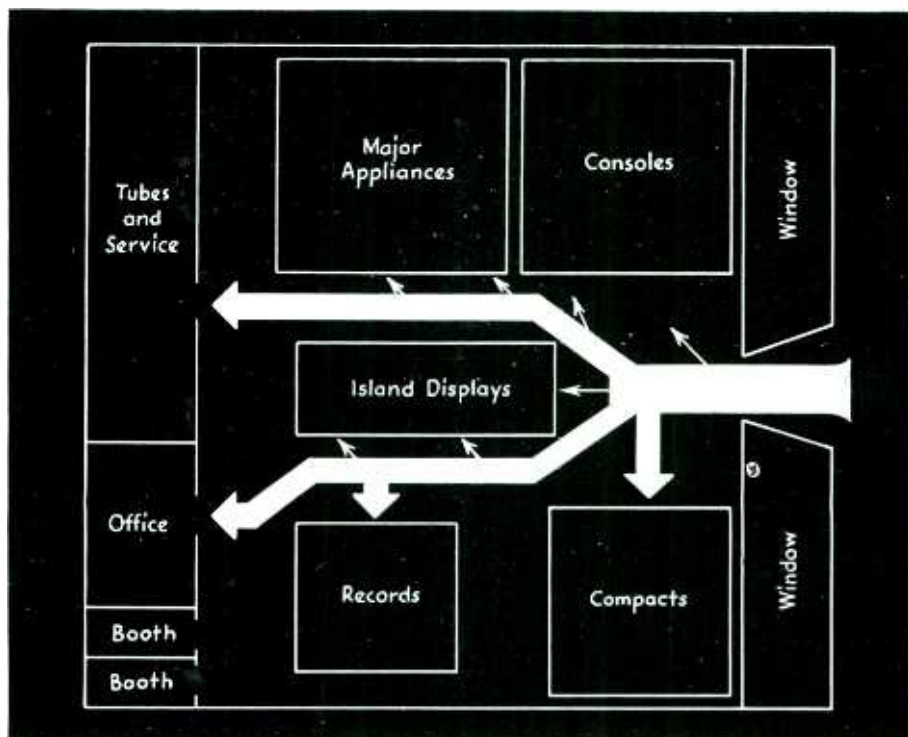 Major
Appliances
Consoles
Window
Tubes
and
Service
Island Displays
Office
Records
Compacts
Window
Booth
Booth